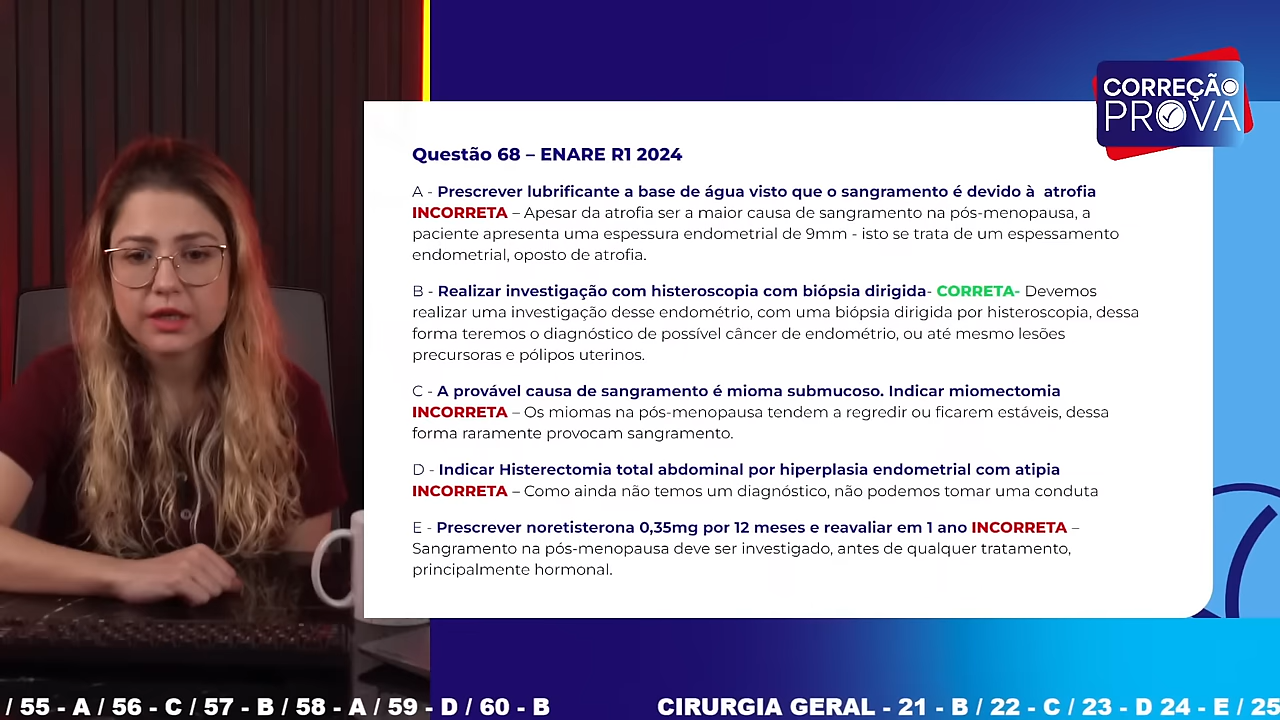 CORREÇÃO
PROVA
Questão 68 – ENARE R1 2024
A - Prescrever lubrificante a base de água visto que o sangramento é devido à atrofia
INCORRETA – Apesar da atrofia ser a maior causa de sangramento na pós-menopausa, a
paciente apresenta uma espessura endometrial de 9mm - isto se trata de um espessamento
endometrial, oposto de atrofia.
B - Realizar investigação com histeroscopia com biópsia dirigida- CORRETA- Devemos
realizar uma investigação desse endométrio, com uma biópsia dirigida por histeroscopia, dessa
forma teremos o diagnóstico de possível câncer de endométrio, ou até mesmo lesões
precursoras e pólipos uterinos.
C - A provável causa de sangramento é mioma submucoso. Indicar miomectomia
INCORRETA – Os miomas na pós-menopausa tendem a regredir ou ficarem estáveis, dessa
forma raramente provocam sangramento.
D - Indicar Histerectomia total abdominal por hiperplasia endometrial com atipia
INCORRETA – Como ainda não temos um diagnóstico, não podemos tomar uma conduta
E - Prescrever noretisterona 0,35mg por 12 meses e reavaliar em 1 ano INCORRETA –
Sangramento na pós-menopausa deve ser investigado, antes de qualquer tratamento,
principalmente hormonal.
/ 55 - A / 56 - C / 57 - B / 58 - A / 59 - D / 60 - B CIRURGIA GERAL - 21 - B / 22 - C / 23 - D 24 - E / 25